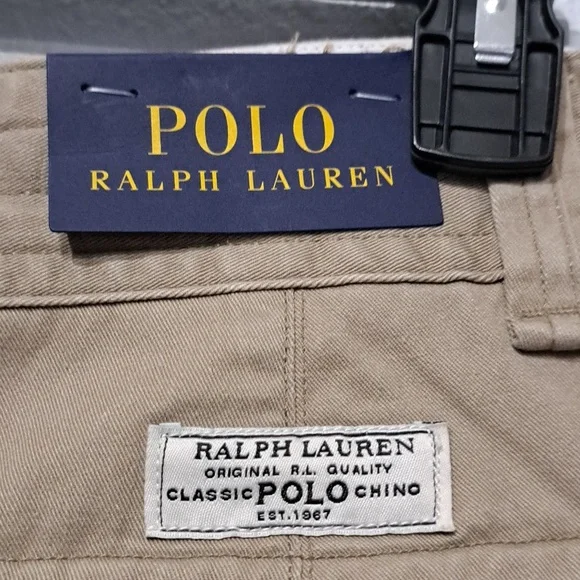 POLO
RALPH LAUREN
RALPH LAUREN
ORIGINAL R.L. QUALITY
CLASSIC POLO CHINO
EST. 1967